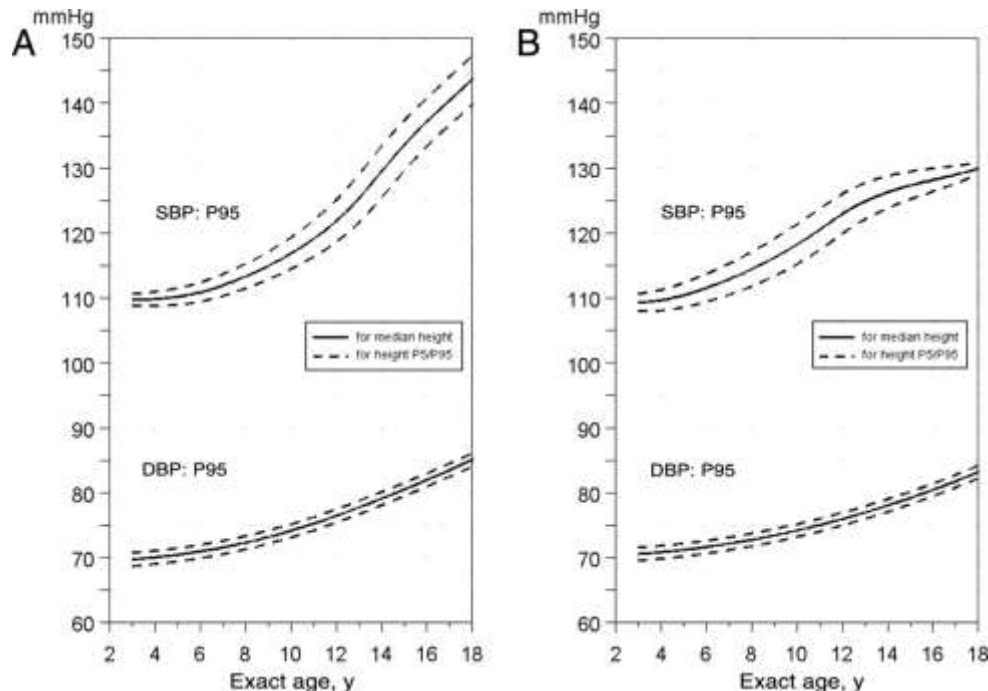 mmHg
A
150
140
130
120
110
100
90
80
70
60
SBP: P95
for median height
for height P5/P95
DBP: P95
2 4 6 8 10 12 14 16 18
Exact age, y
mmHg
B
150
140
130
120
110
100
90
80
70
60
SBP: P95
for median height
for height P5/P95
DBP: P95
2 4 6 8 10 12 14 16 18
Exact age, y